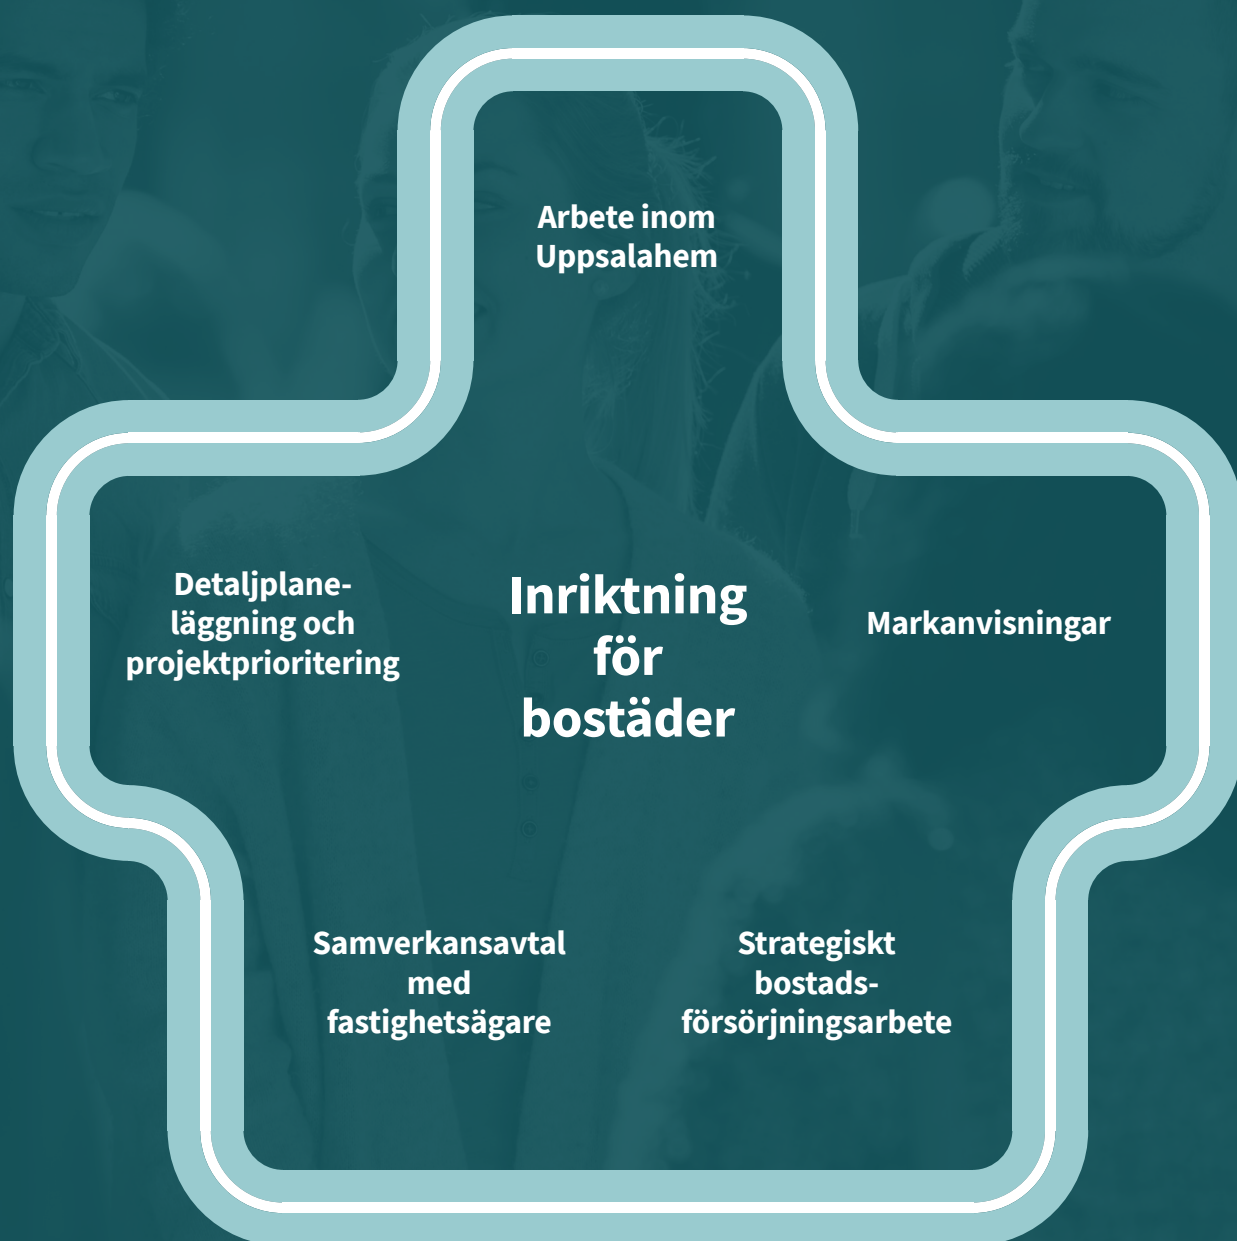 Arbete inom
Uppsalahem
Detaljplane-
läggning och
projektprioritering
Inriktning
för
bostäder
Markanvisningar
Samverkansavtal
med
fastighetsägare
Strategiskt
bostads-
försörjningsarbete